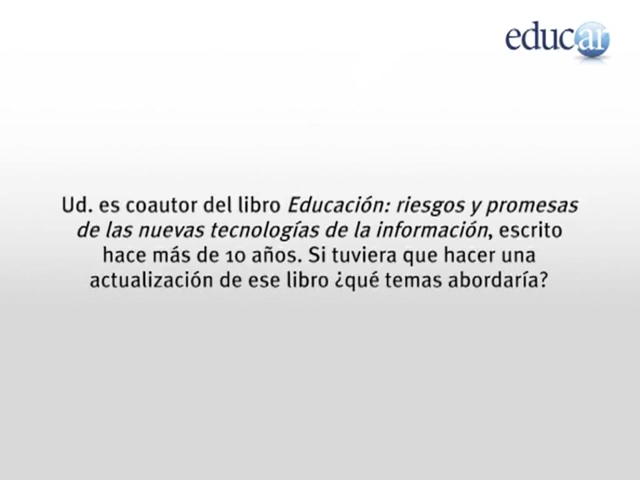 educ.ar
Ud. es coautor del libro Educación: riesgos y promesas
de las nuevas tecnologías de la información, escrito
hace más de 10 años. Si tuviera que hacer una
actualización de ese libro ¿qué temas abordaría?